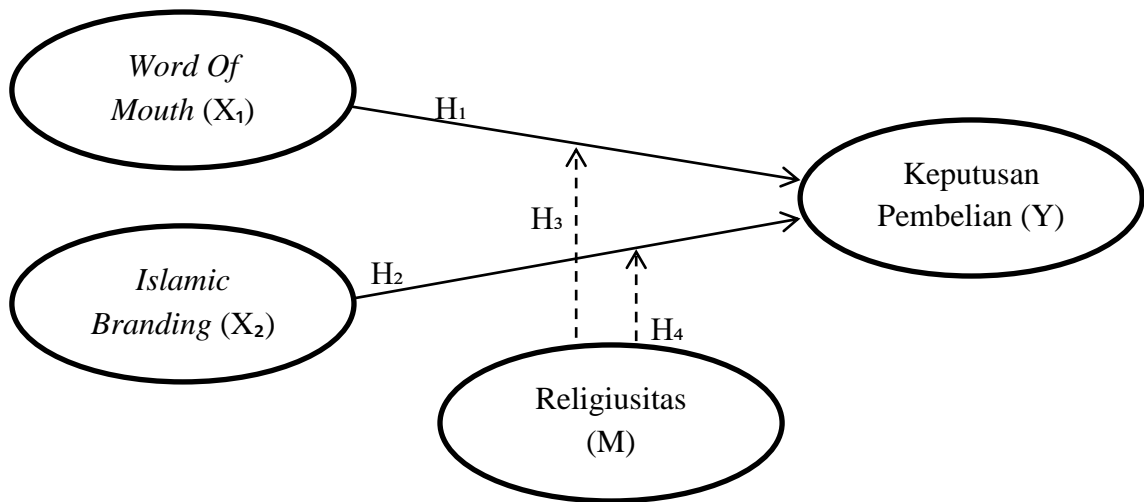 Word Of
Mouth (X₁)
H₁
Keputusan
Pembelian (Y)
H₃
H₂
Islamic
Branding (X₂)
H₄
Religiusitas
(M)